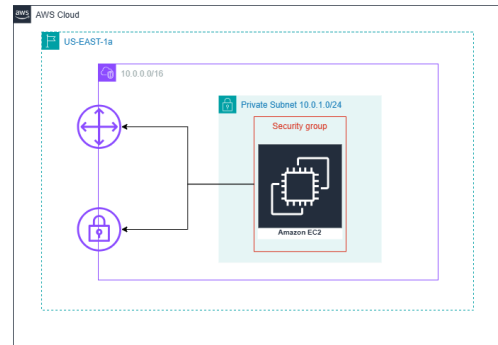 aws
AWS Cloud
US-EAST-1a
10.0.0.0/16
Private Subnet 10.0.1.0/24
Security group
Amazon EC2